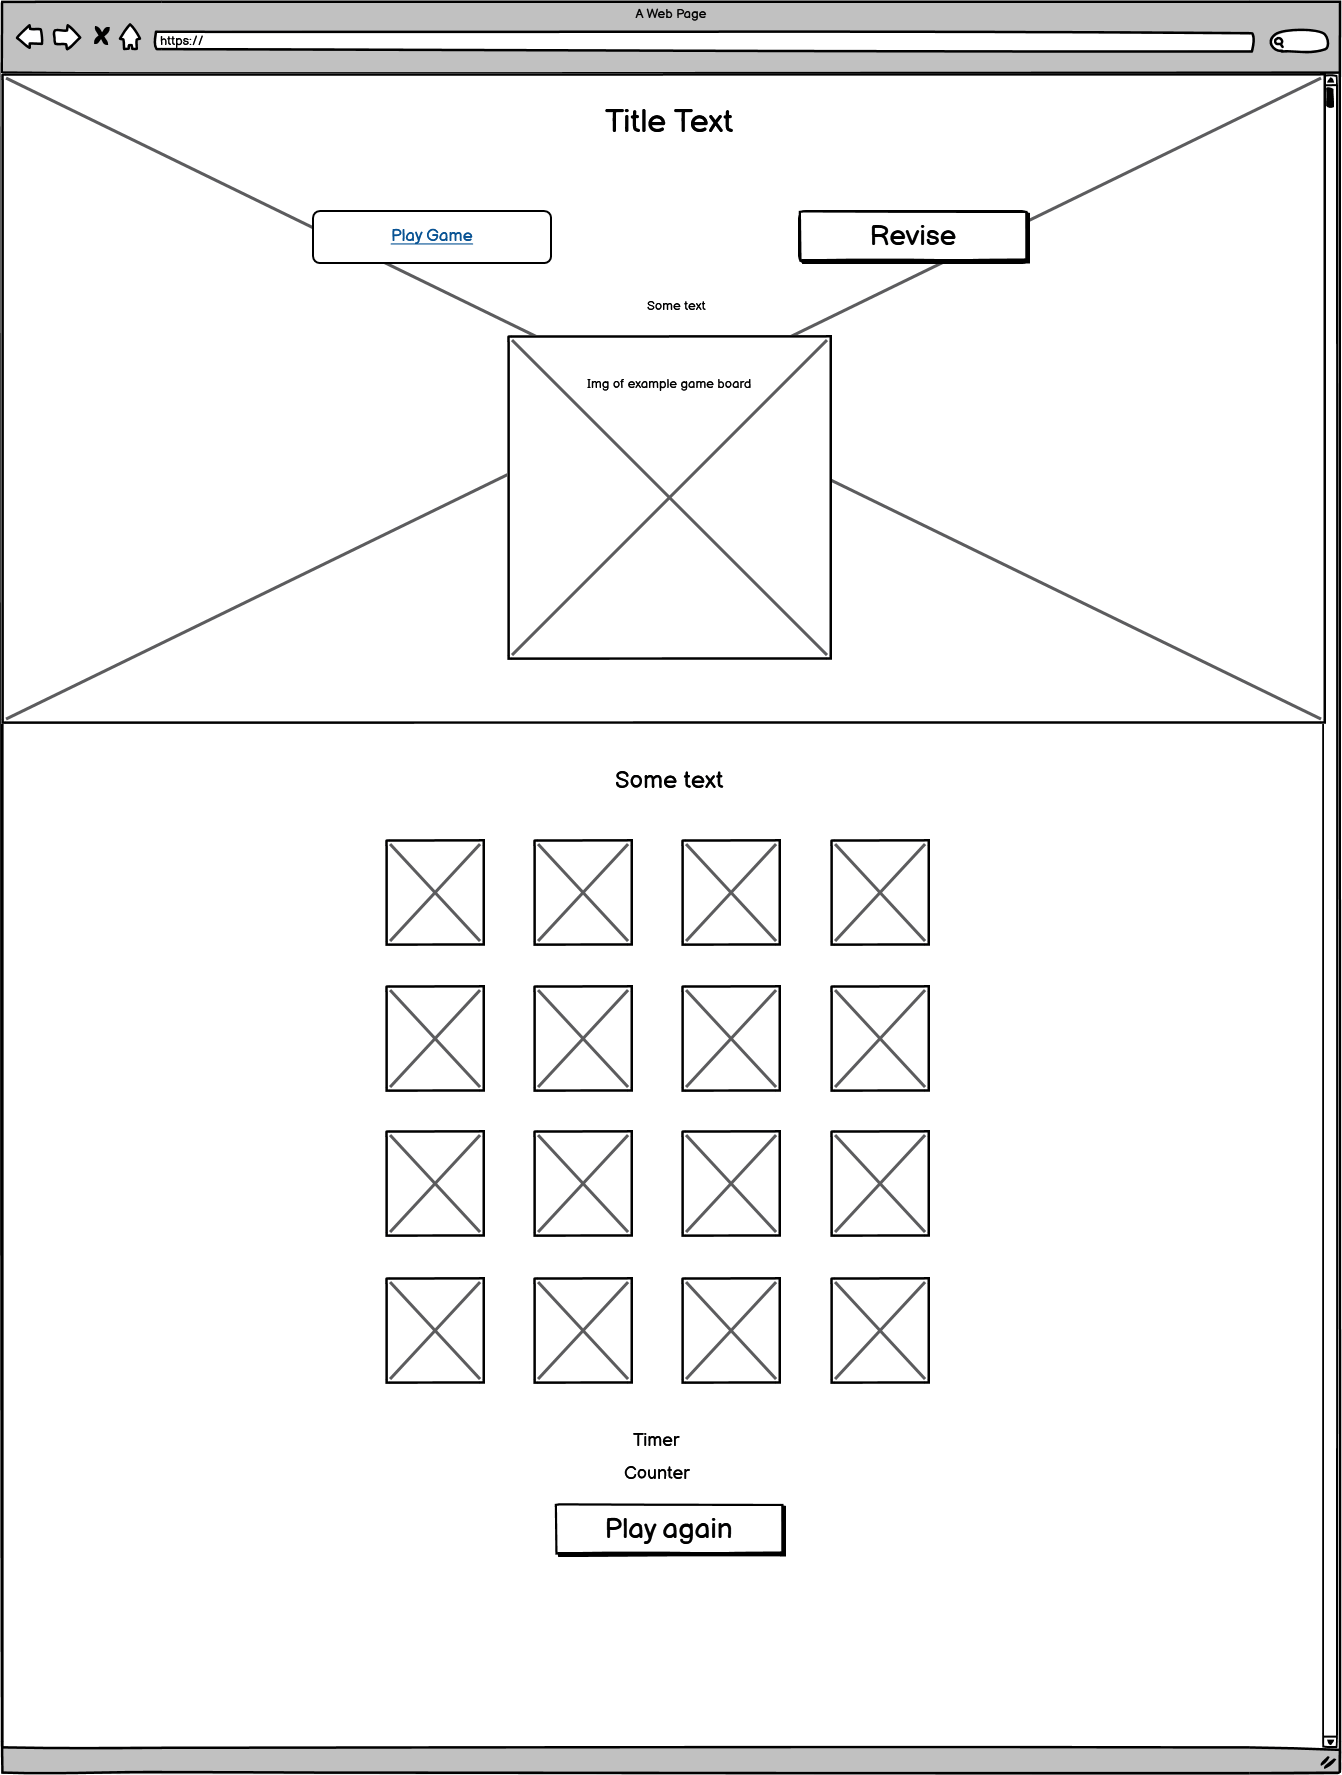 A Web Page
https://
Title Text
Play Game
Revise
Some text
Img of example game board
Some text
Timer
Counter
Play again